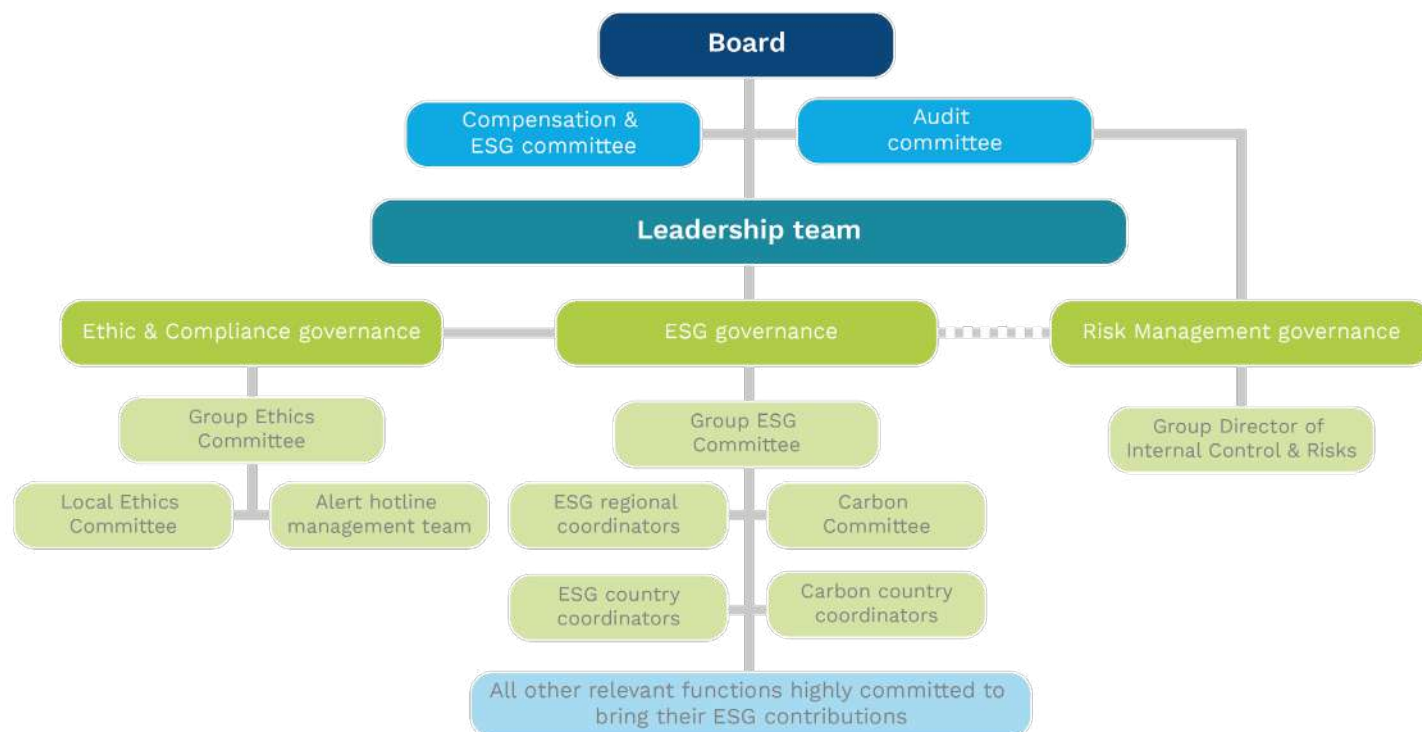 Board
Compensation &
ESG committee
Audit
committee
Leadership team
Ethic & Compliance governance
ESG governance
Risk Management governance
Group Ethics
Committee
Group ESG
Committee
Group Director of
Internal Control & Risks
Local Ethics
Committee
Alert hotline
management team
ESG regional
coordinators
Carbon
Committee
ESG country
coordinators
Carbon country
coordinators
All other relevant functions highly committed to
bring their ESG contributions